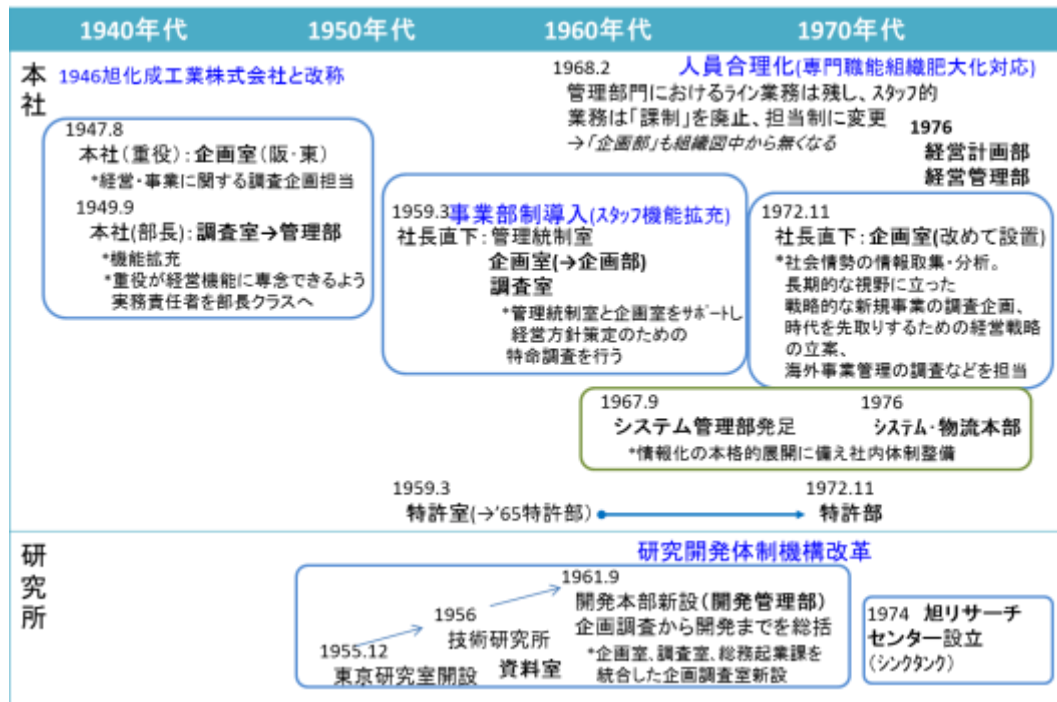 1940年代
1950年代
1960年代
1970年代
本社
1946旭化成工業株式会社と改称
1947.8
本社(重役):企画室(阪・東)
*経営・事業に関する調査企画担当
1949.9
本社(部長):調査室→管理部
*機能拡充
*重役が経営機能に専念できるよう
実務責任者を部長クラスへ
1959.3事業部制導入(スタッフ機能拡充)
社長直下:管理統制室
企画室(→企画部)
調査室
*管理統制室と企画室をサポートし
経営方針策定のための
特命調査を行う
1968.2 人員合理化(専門職能組織肥大化対応)
管理部門におけるライン業務は残し、スタッフ的
業務は「課制」を廃止、担当制に変更
→「企画部」も組織図中から無くなる
1976
経営計画部
経営管理部
1972.11
社長直下:企画室(改めて設置)
*社会情勢の情報取集・分析。
長期的な視野に立った
戦略的な新規事業の調査企画、
時代を先取りするための経営戦略
の立案、
海外事業管理の調査などを担当
1967.9
システム管理部発足
1976
システム・物流本部
*情報化の本格的展開に備え社内体制整備
1959.3
特許室(→'65特許部)
1972.11
特許部
研究所
研究開発体制機構改革
1955.12
東京研究室開設
1956
技術研究所
資料室
1961.9
開発本部新設(開発管理部)
企画調査から開発までを総括
*企画室、調査室、総務起業課を
統合した企画調査室新設
1974 旭リサーチ
センター設立
(シンクタンク)